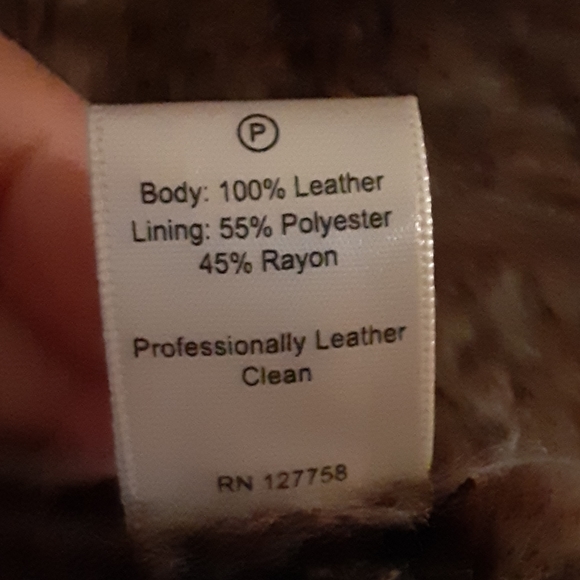 P
Body: 100% Leather
Lining: 55% Polyester
45% Rayon
Professionally Leather
Clean
RN 127758